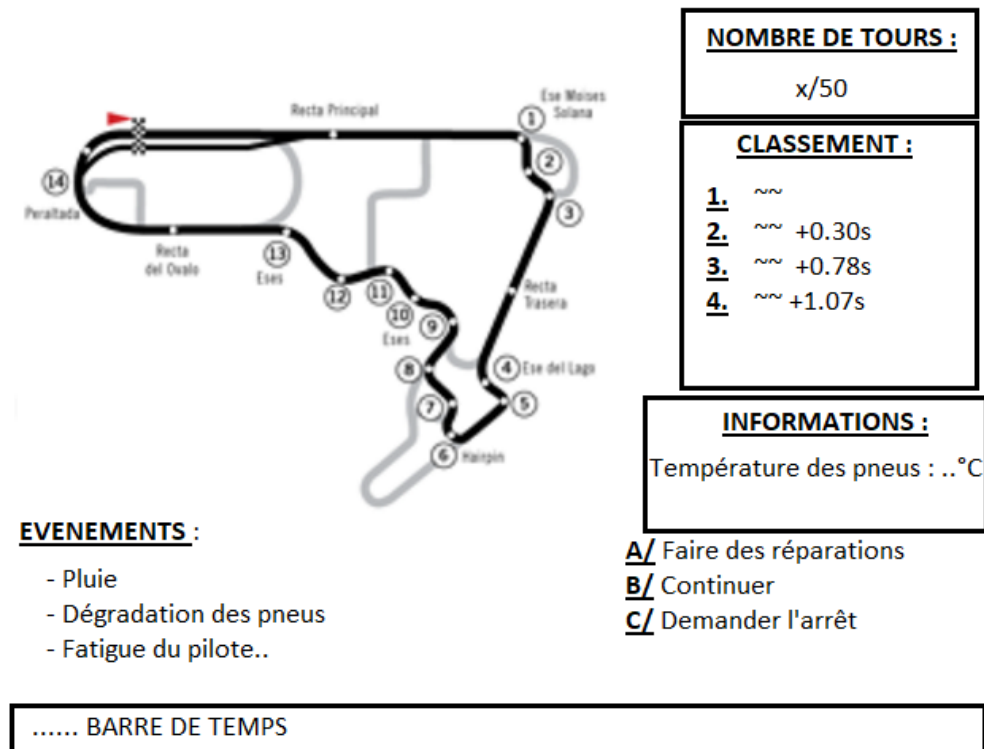 NOMBRE DE TOURS :
x/50
CLASSEMENT :
1. ~~
2. ~~ +0.30s
3. ~~ +0.78s
4. ~~ +1.07s
INFORMATIONS :
Température des pneus : ..°C
Recta Principal
Ese Moises
Solana
1
2
3
Recta
Trasera
4 Ese del Lago
5
6 Hairpin
7
8
9
10
Eses
11
12
13
Eses
Recta
del Ovalo
14
Peraltada
EVENEMENTS :
- Pluie
- Dégradation des pneus
- Fatigue du pilote..
A/ Faire des réparations
B/ Continuer
C/ Demander l'arrêt
...... BARRE DE TEMPS